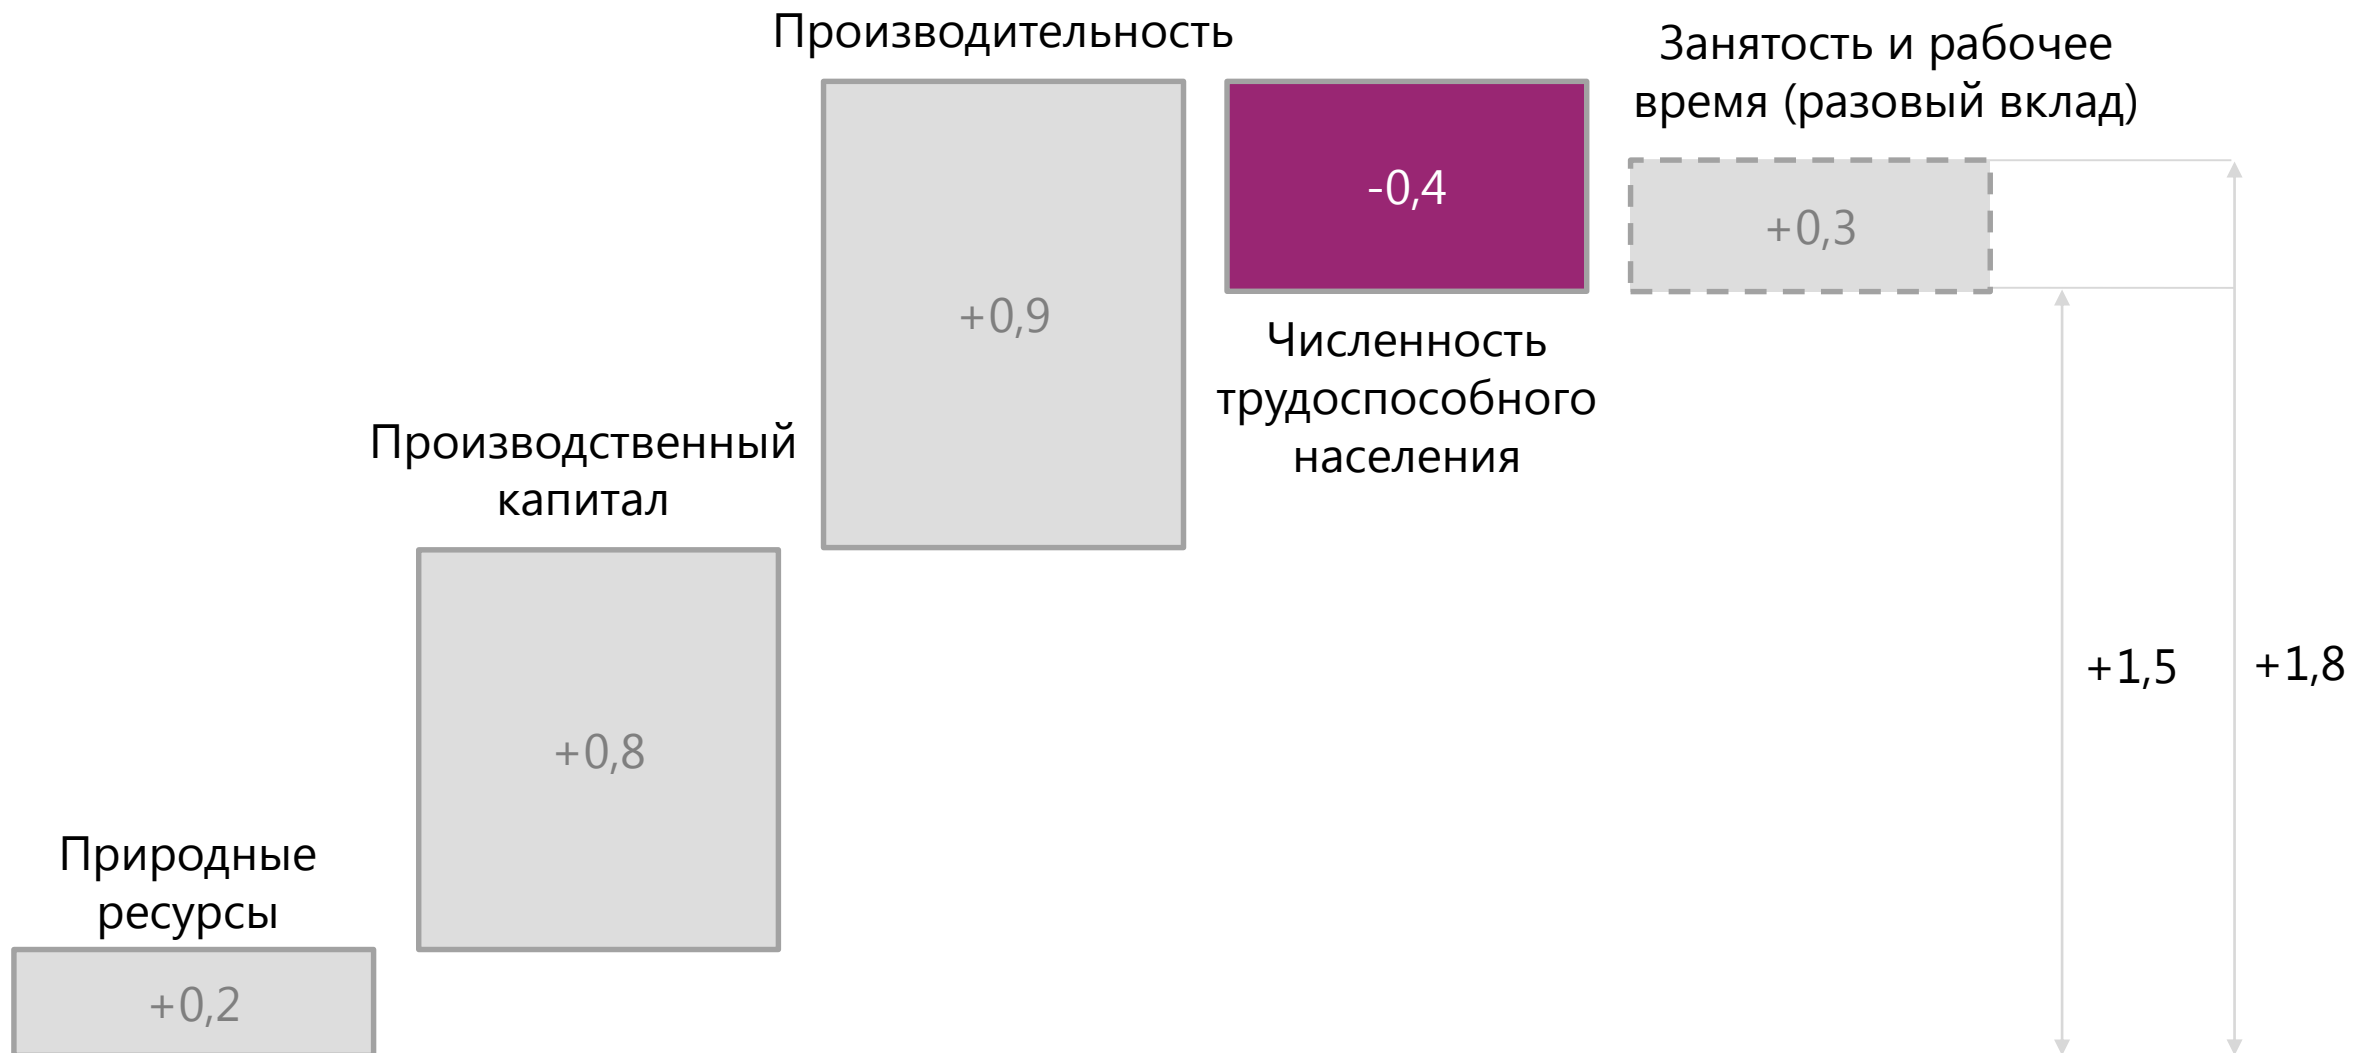 Производительность
Занятость и рабочее
время (разовый вклад)
-0,4
+0,3
+0,9
Численность
трудоспособного
населения
Производственный
капитал
+1,5
+1,8
+0,8
Природные
ресурсы
+0,2